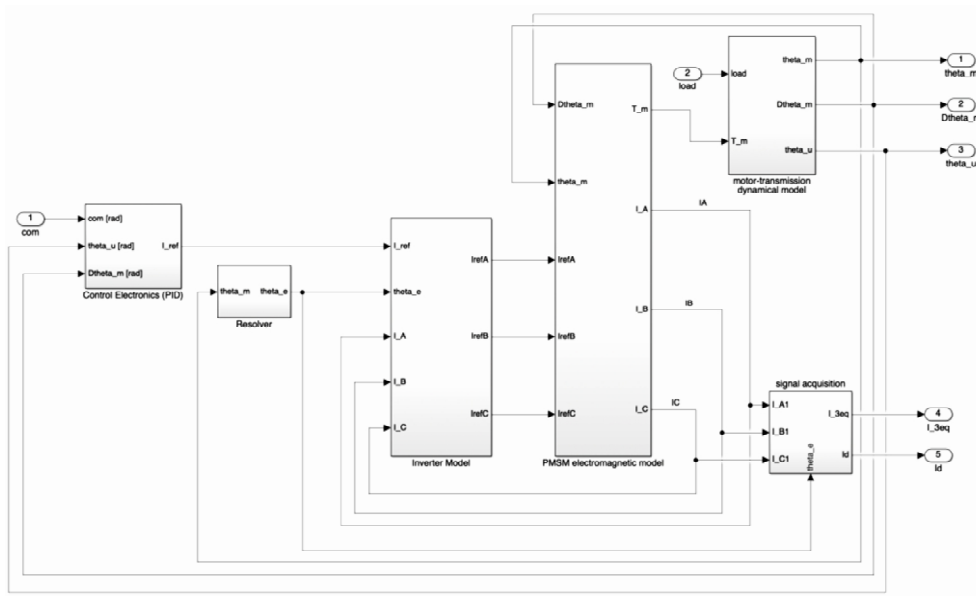 1
com
com [rad]
theta_u [rad]
Dtheta_m [rad]
I_ref
Control Electronics (PID)
theta_m
theta_e
Resolver
I_ref
theta_e
I_A
I_B
I_C
IrefA
IrefB
IrefC
Inverter Model
Dtheta_m
theta_m
IrefA
IrefB
IrefC
T_m
I_A
I_B
I_C
PMSM electromagnetic model
IA
IB
IC
2
load
load
T_m
theta_m
Dtheta_m
theta_u
motor-transmission
dynamical model
1
theta_m
2
3
theta_u
signal acquisition
I_A1
I_B1
I_C1
theta_e
I_3eq
Id
4
I_3eq
5
Id